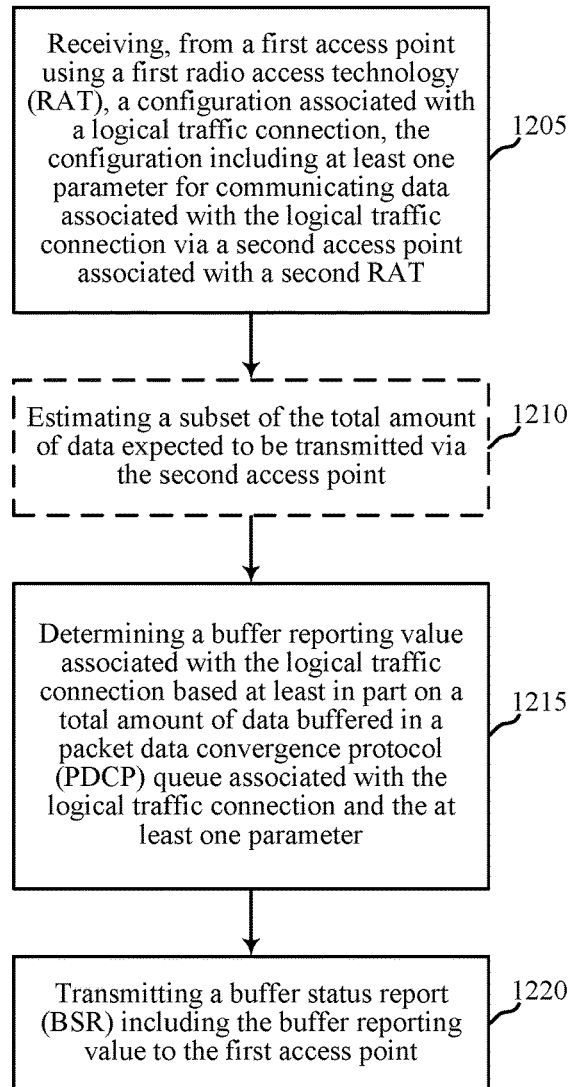 Receiving, from a first access point
using a first radio access technology
(RAT), a configuration associated with
a logical traffic connection, the
configuration including at least one
parameter for communicating data
associated with the logical traffic
connection via a second access point
associated with a second RAT
1205
Estimating a subset of the total amount
of data expected to be transmitted via
the second access point
1210
Determining a buffer reporting value
associated with the logical traffic
connection based at least in part on a
total amount of data buffered in a
packet data convergence protocol
(PDCP) queue associated with the
logical traffic connection and the at
least one parameter
1215
Transmitting a buffer status report
(BSR) including the buffer reporting
value to the first access point
1220